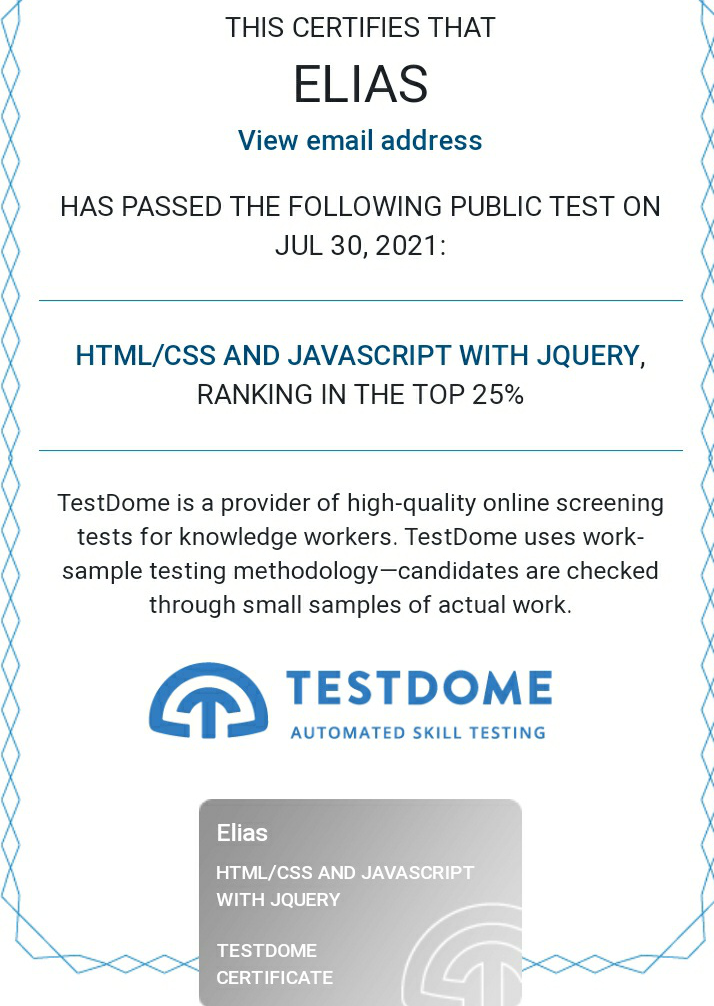 THIS CERTIFIES THAT
ELIAS
View email address
HAS PASSED THE FOLLOWING PUBLIC TEST ON
JUL 30, 2021:
HTML/CSS AND JAVASCRIPT WITH JQUERY,
RANKING IN THE TOP 25%
TestDome is a provider of high-quality online screening
tests for knowledge workers. TestDome uses work-
sample testing methodology—candidates are checked
through small samples of actual work.
TESTDOME
AUTOMATED SKILL TESTING
Elias
HTML/CSS AND JAVASCRIPT
WITH JQUERY
TESTDOME
CERTIFICATE